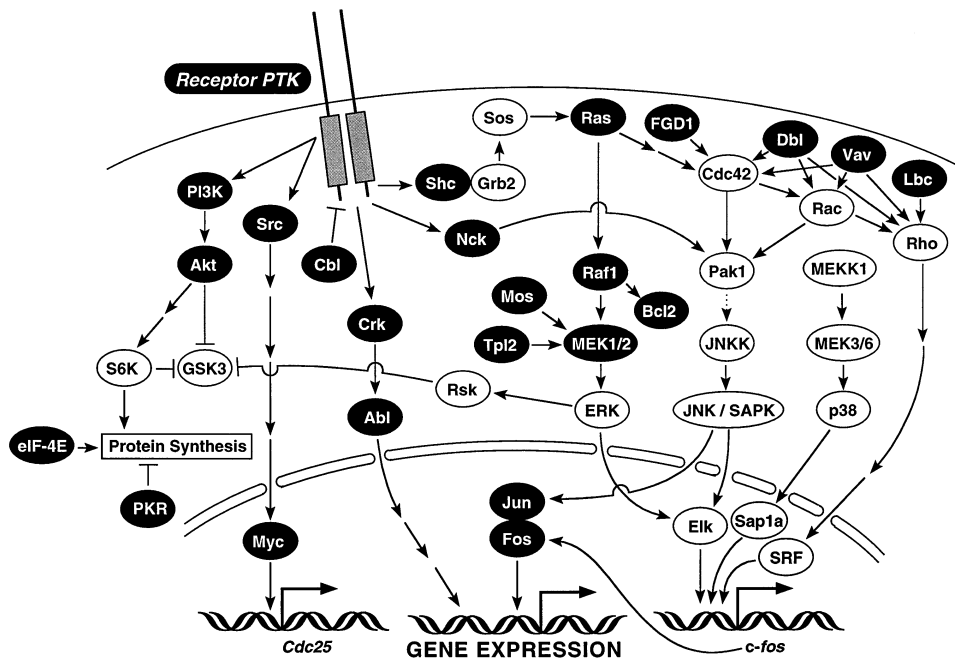 Receptor PTK
Sos
Ras
FGD1
Dbl
Vav
PI3K
Shc
Grb2
Cdc42
Lbc
Src
Rac
Nck
Rho
Akt
Cbl
Raf1
Pak1
MEKK1
Mos
Bcl2
Crk
Tpl2
MEK1/2
JNKK
MEK3/6
S6K
GSK3
Rsk
Abl
ERK
JNK / SAPK
p38
eIF-4E
Protein Synthesis
PKR
Jun
Elk
Sap1a
Myc
Fos
SRF
Cdc25
GENE EXPRESSION
c-fos